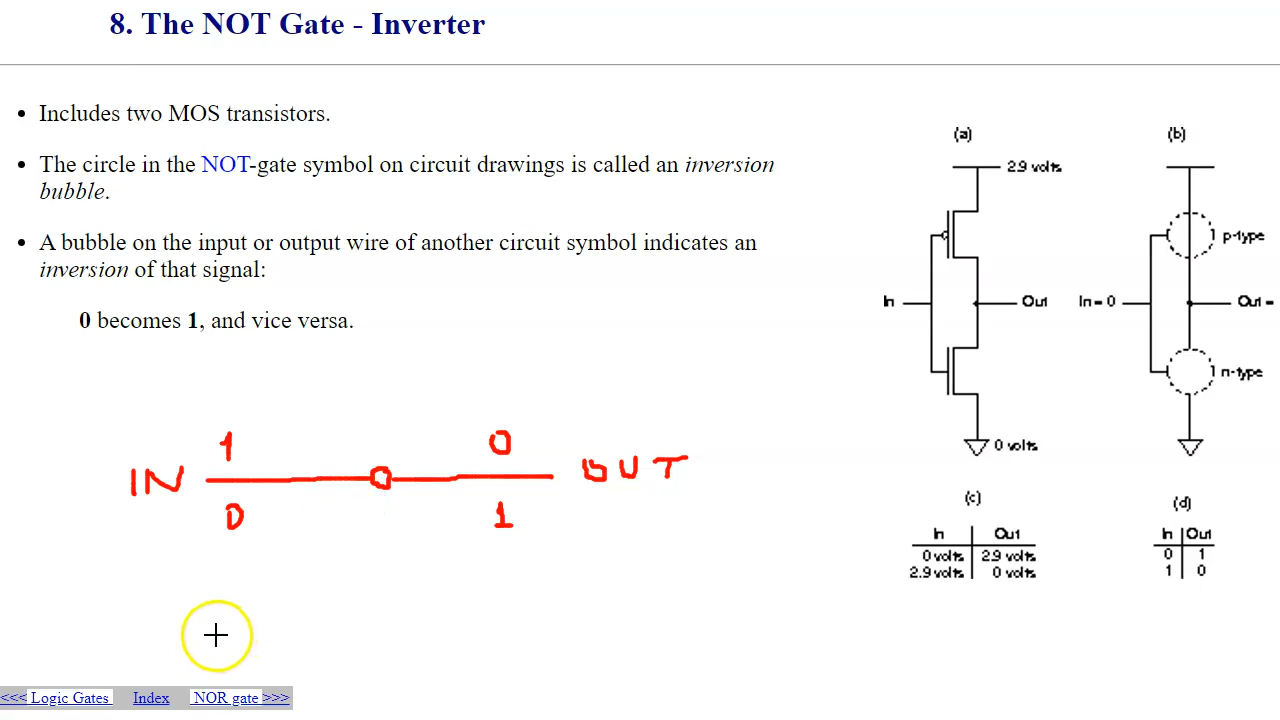 8. The NOT Gate - Inverter
• Includes two MOS transistors.
• The circle in the NOT-gate symbol on circuit drawings is called an inversion
bubble.
• A bubble on the input or output wire of another circuit symbol indicates an
inversion of that signal:
0 becomes 1, and vice versa.
1 0
IN OUT
0 1
(a)
2.9 volts
In Out
0 volts
(b)
p-type
In = 0 Out =
n-type
(c)
In Out
0 volts 2.9 volts
2.9 volts 0 volts
(d)
In Out
0 1
1 0
<<< Logic Gates Index NOR gate >>>